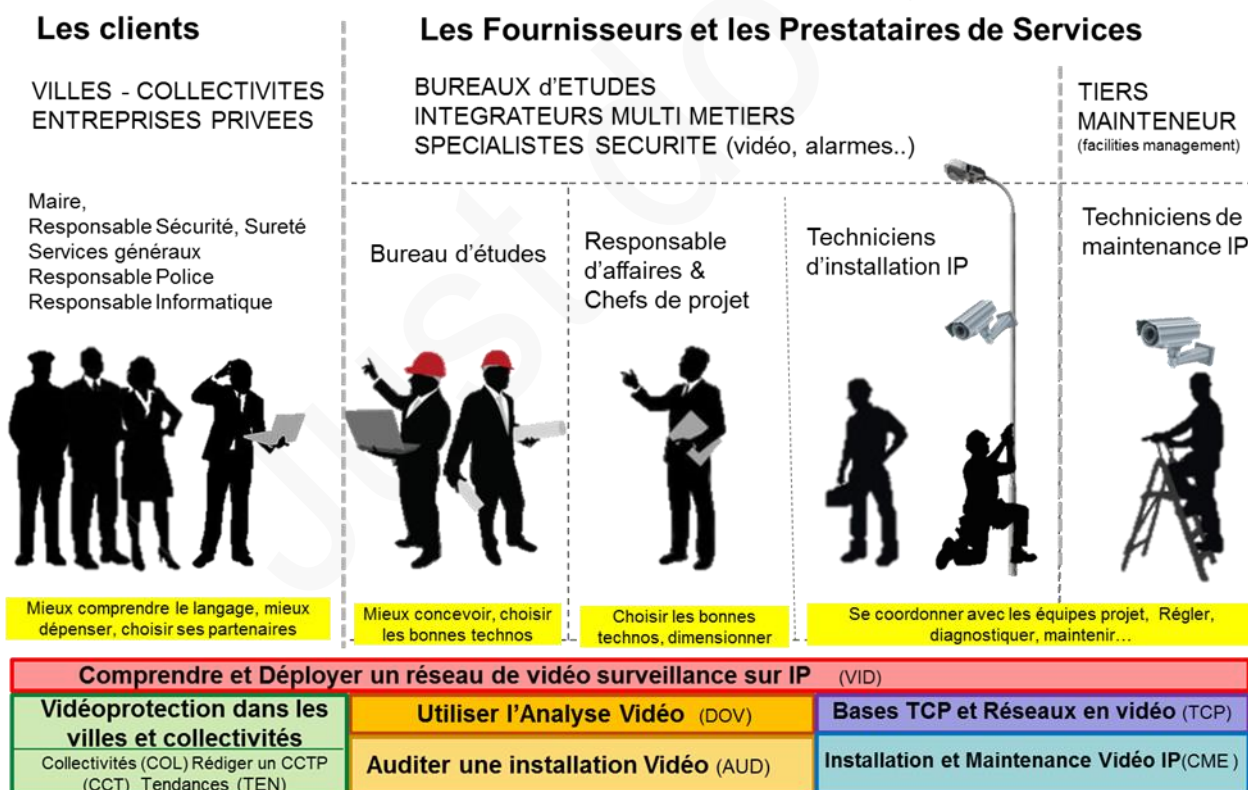 Les clients
Les Fournisseurs et les Prestataires de Services
VILLES - COLLECTIVITES
ENTREPRISES PRIVEES
BUREAUX d'ETUDES
INTEGRATEURS MULTI METIERS
SPECIALISTES SECURITE (vidéo, alarmes..)
TIERS
MAINTENEUR
(facilities management)
Maire,
Responsable Sécurité, Sureté
Services généraux
Responsable Police
Responsable Informatique
Bureau d'études
Responsable
d'affaires &
Chefs de projet
Techniciens
d'installation IP
Techniciens de
maintenance IP
Mieux comprendre le langage, mieux
dépenser, choisir ses partenaires
Mieux concevoir, choisir
les bonnes technos
Choisir les bonnes
technos, dimensionner
Se coordonner avec les équipes projet, Régler,
diagnostiquer, maintenir...
Comprendre et Déployer un réseau de vidéo surveillance sur IP (VID)
Vidéoprotection dans les
villes et collectivités
Collectivités (COL) Rédiger un CCTP
(CCT) Tendances (TEN)
Utiliser l'Analyse Vidéo (DOV)
Auditer une installation Vidéo (AUD)
Bases TCP et Réseaux en vidéo (TCP)
Installation et Maintenance Vidéo IP(CME )
Just do